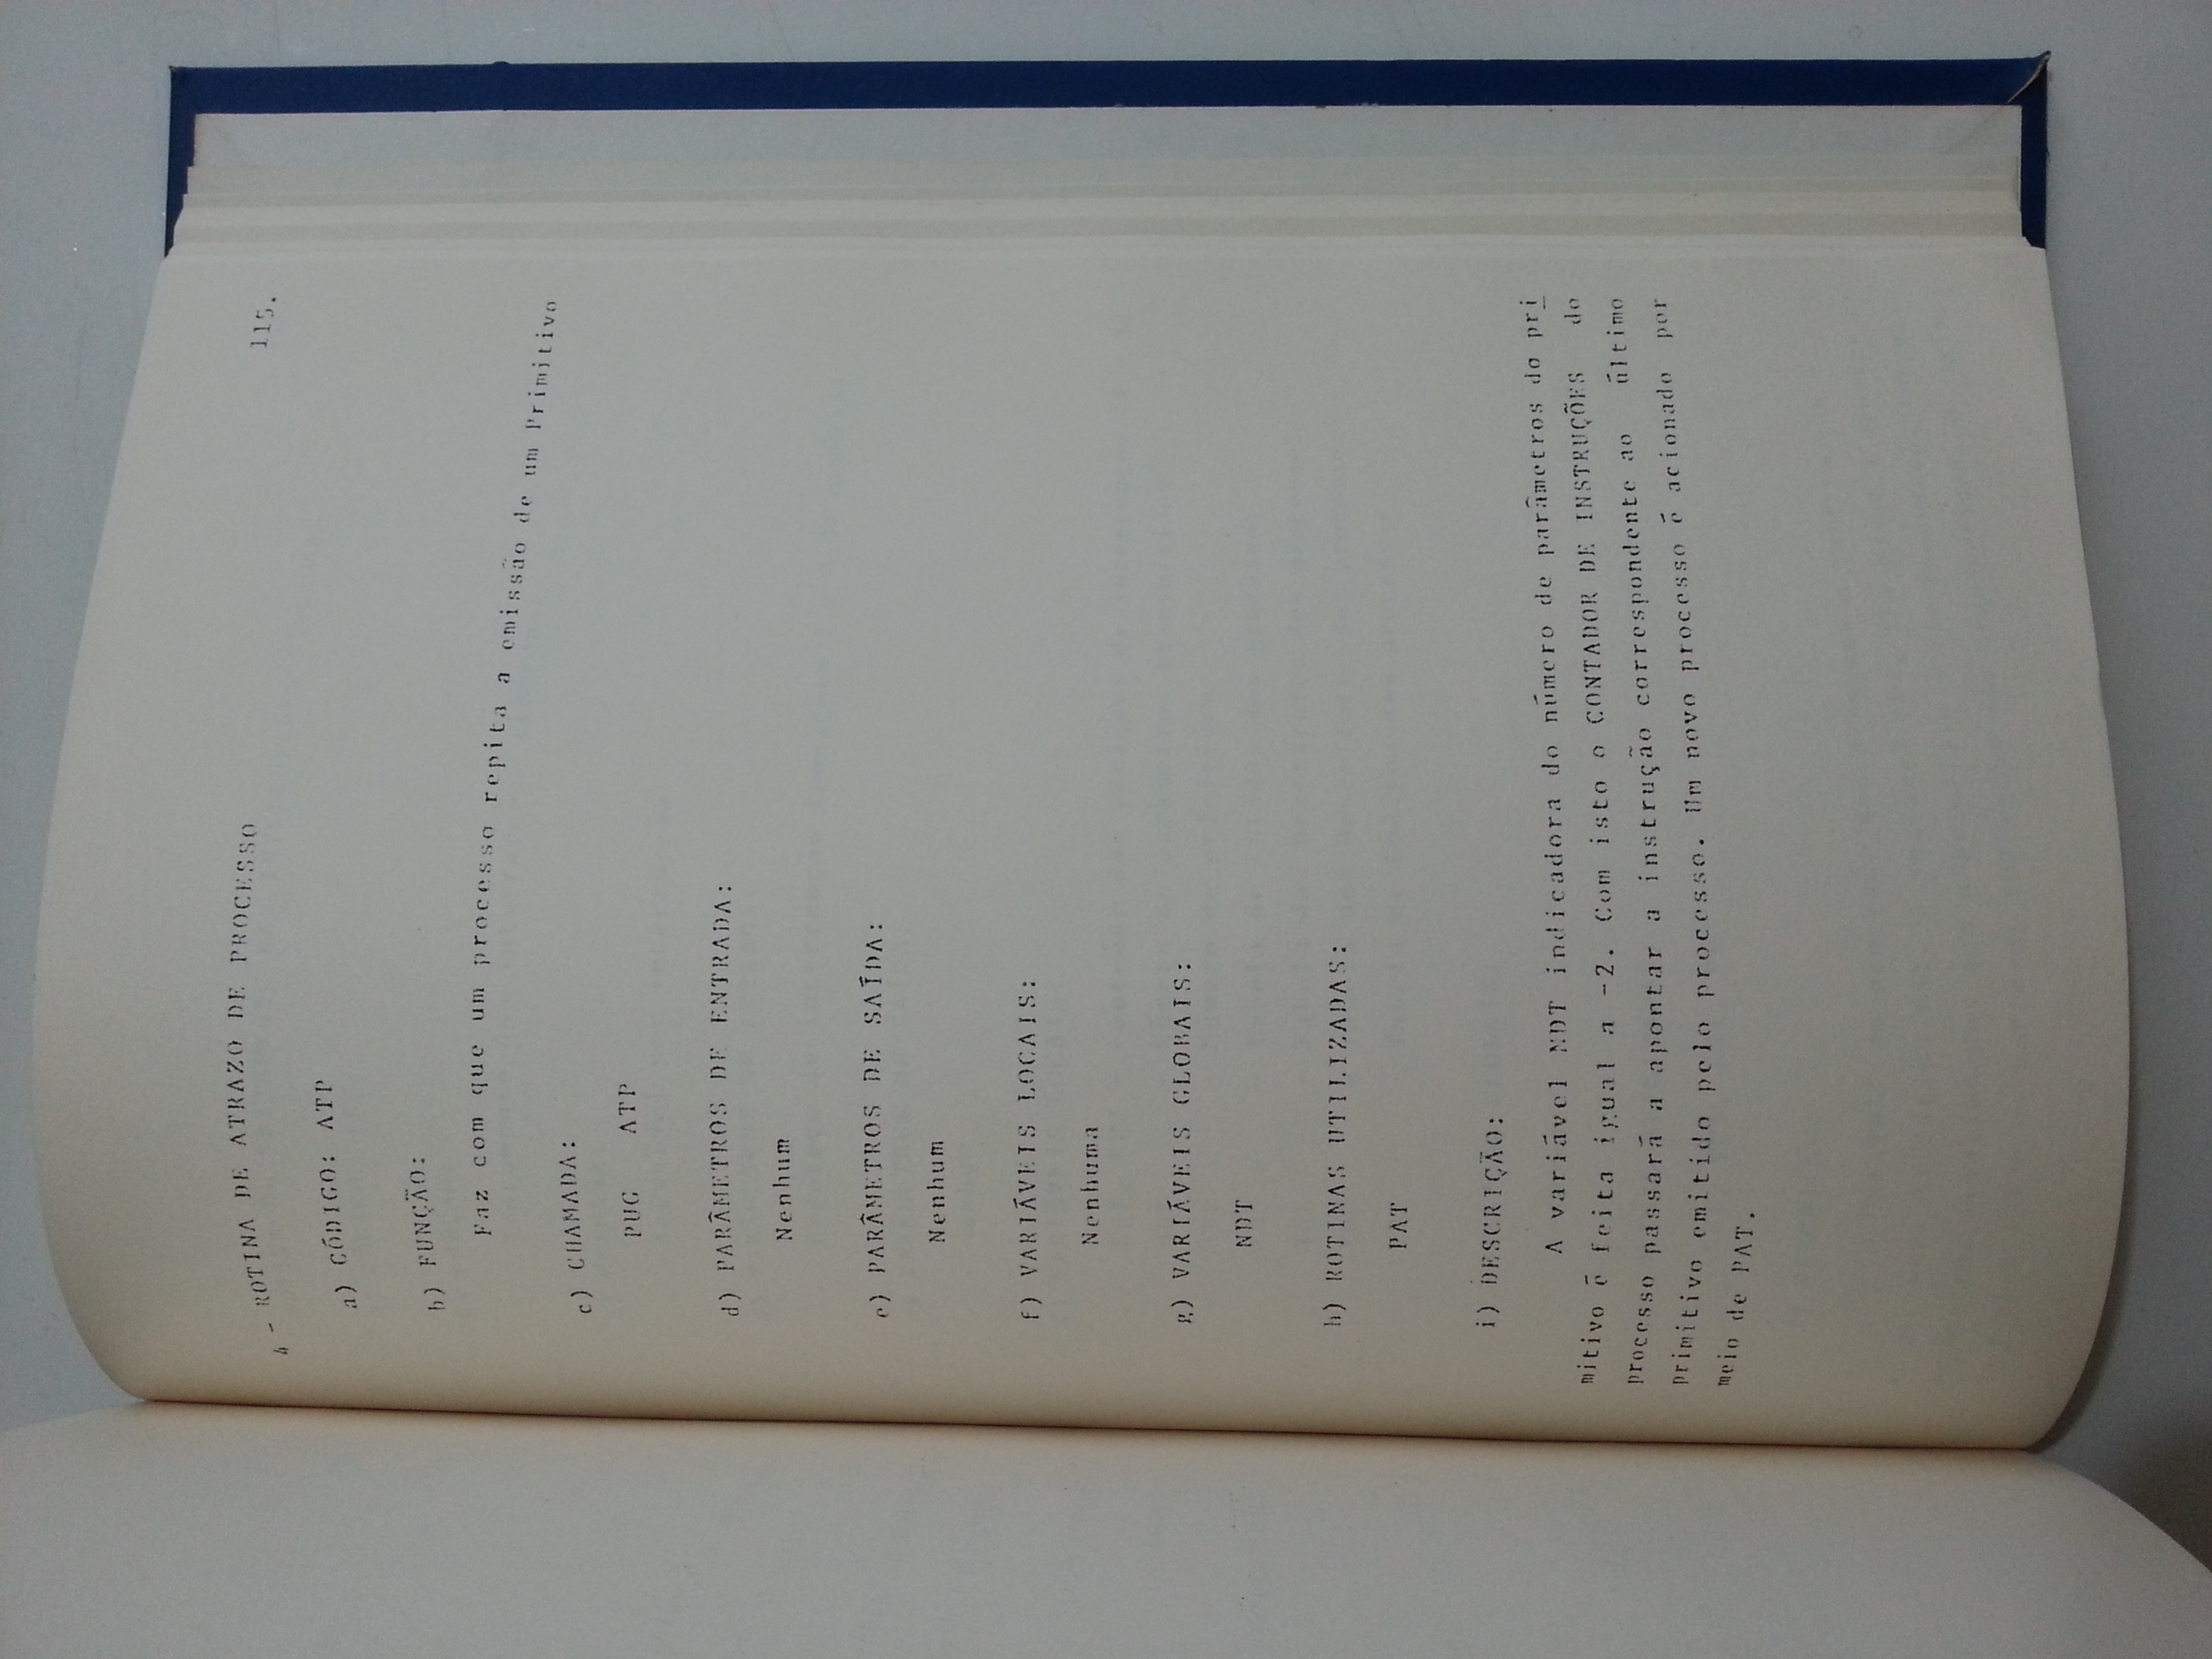 115.
4 - ROTINA DE ATRAZO DE PROCESSO
a) CÓDIGO: ATP
b) FUNÇÃO:
Faz com que um processo repita a emissão de um Primitivo
c) CHAMADA:
PUG ATP
d) PARÂMETROS DE ENTRADA:
Nenhum
e) PARÂMETROS DE SAÍDA:
Nenhum
f) VARIÁVEIS LOCAIS:
Nenhuma
g) VARIÁVEIS GLOBAIS:
NDT
h) ROTINAS UTILIZADAS:
PAT
i) DESCRIÇÃO:
A variável NDT indicadora do número de parâmetros do pri
mitivo é feita igual a -2. Com isto o CONTADOR DE INSTRUÇÕES do
processo passará a apontar a instrução correspondente ao último
primitivo emitido pelo processo. Um novo processo é acionado por
meio de PAT.